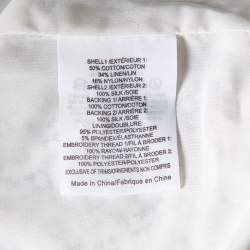 SHELL1/EXTÉRIEUR 1:
50% COTTON/COTON
34% LINEN/LIN
16% NYLON/NYLON
SHELL2/EXTÉRIEUR 2:
100% SILK /SOIE
BACKING 1/ARRIÈRE 1:
100% COTTON/COTON
BACKING 2/ARRIÈRE 2:
100% SILK /SOIE
LINING/DOUBLURE:
95% POLYESTER/POLYESTER
5% SPANDEX/ÉLASTHANNE
EMBROIDERY THREAD 1/FIL A BRODER 1:
100% RAYON/RAYON
EMBROIDERY THREAD 2/FIL A BRODER 2:
100% POLYESTER/POLYESTER
EXCLUSIVE OF TRIMS/ORNEMENTS NON COMPRIS
Made in China/Fabriqué en Chine